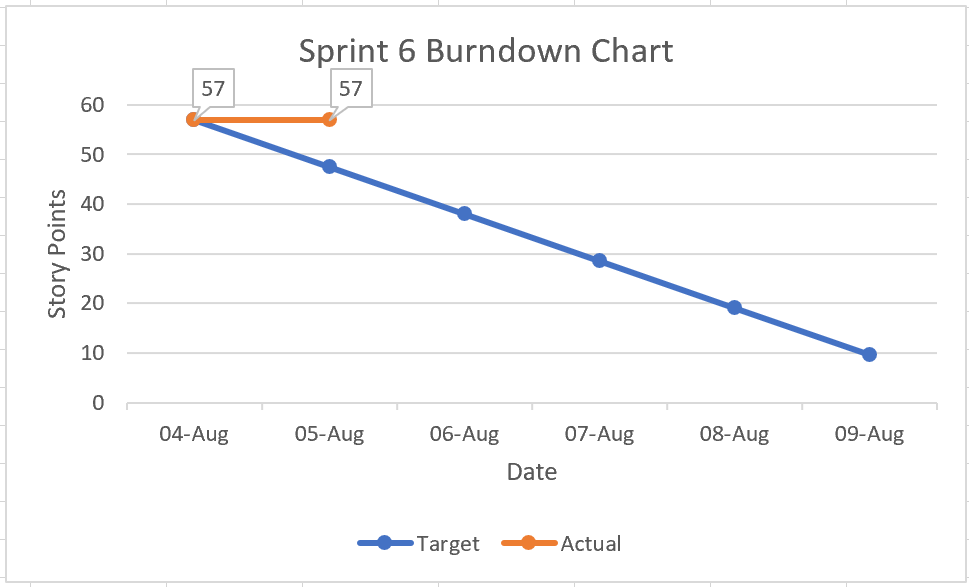 Sprint 6 Burndown Chart
57 57
60
50
40
30
20
10
0
Story Points
04-Aug 05-Aug 06-Aug 07-Aug 08-Aug 09-Aug
Date
Target Actual